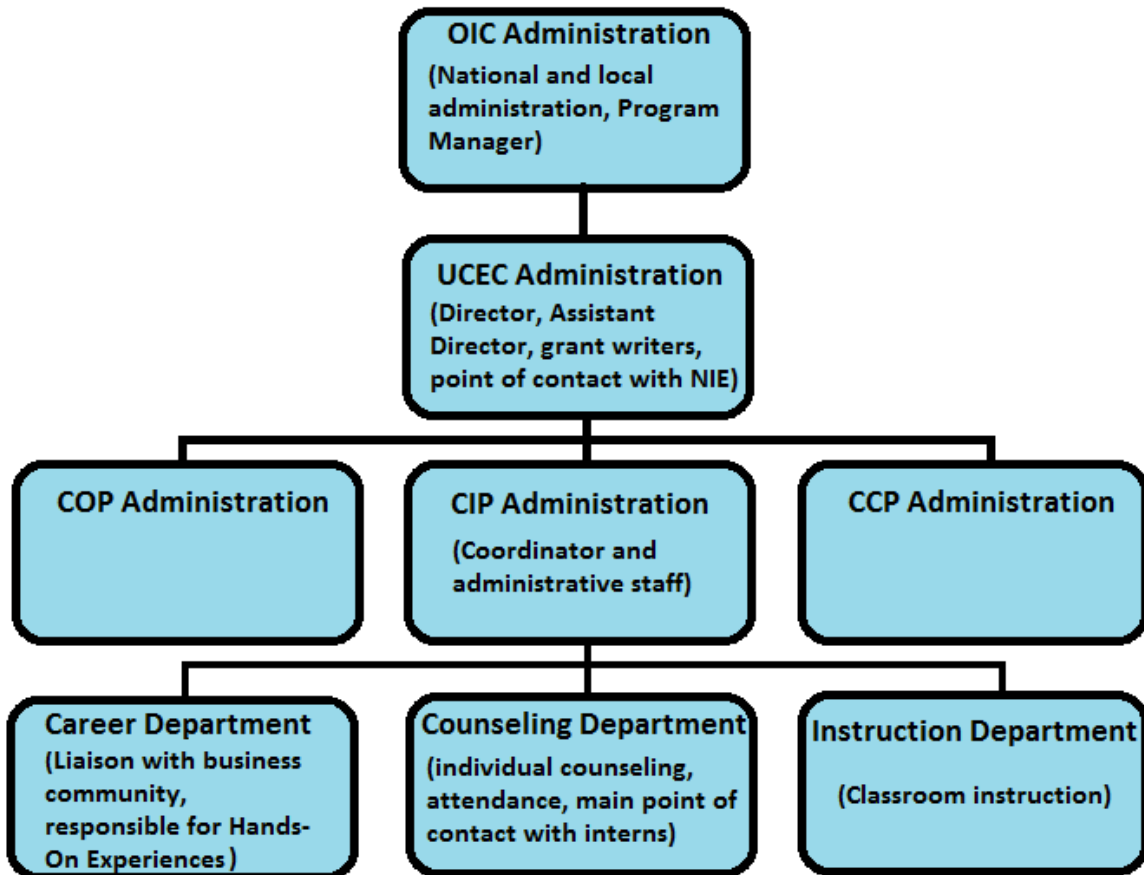 OIC Administration
(National and local
administration, Program
Manager)
UCEC Administration
(Director, Assistant
Director, grant writers,
point of contact with NIE)
COP Administration
CIP Administration
(Coordinator and
administrative staff)
CCP Administration
Career Department
(Liaison with business
community,
responsible for Hands-
On Experiences)
Counseling Department
(individual counseling,
attendance, main point of
contact with interns)
Instruction Department
(Classroom instruction)